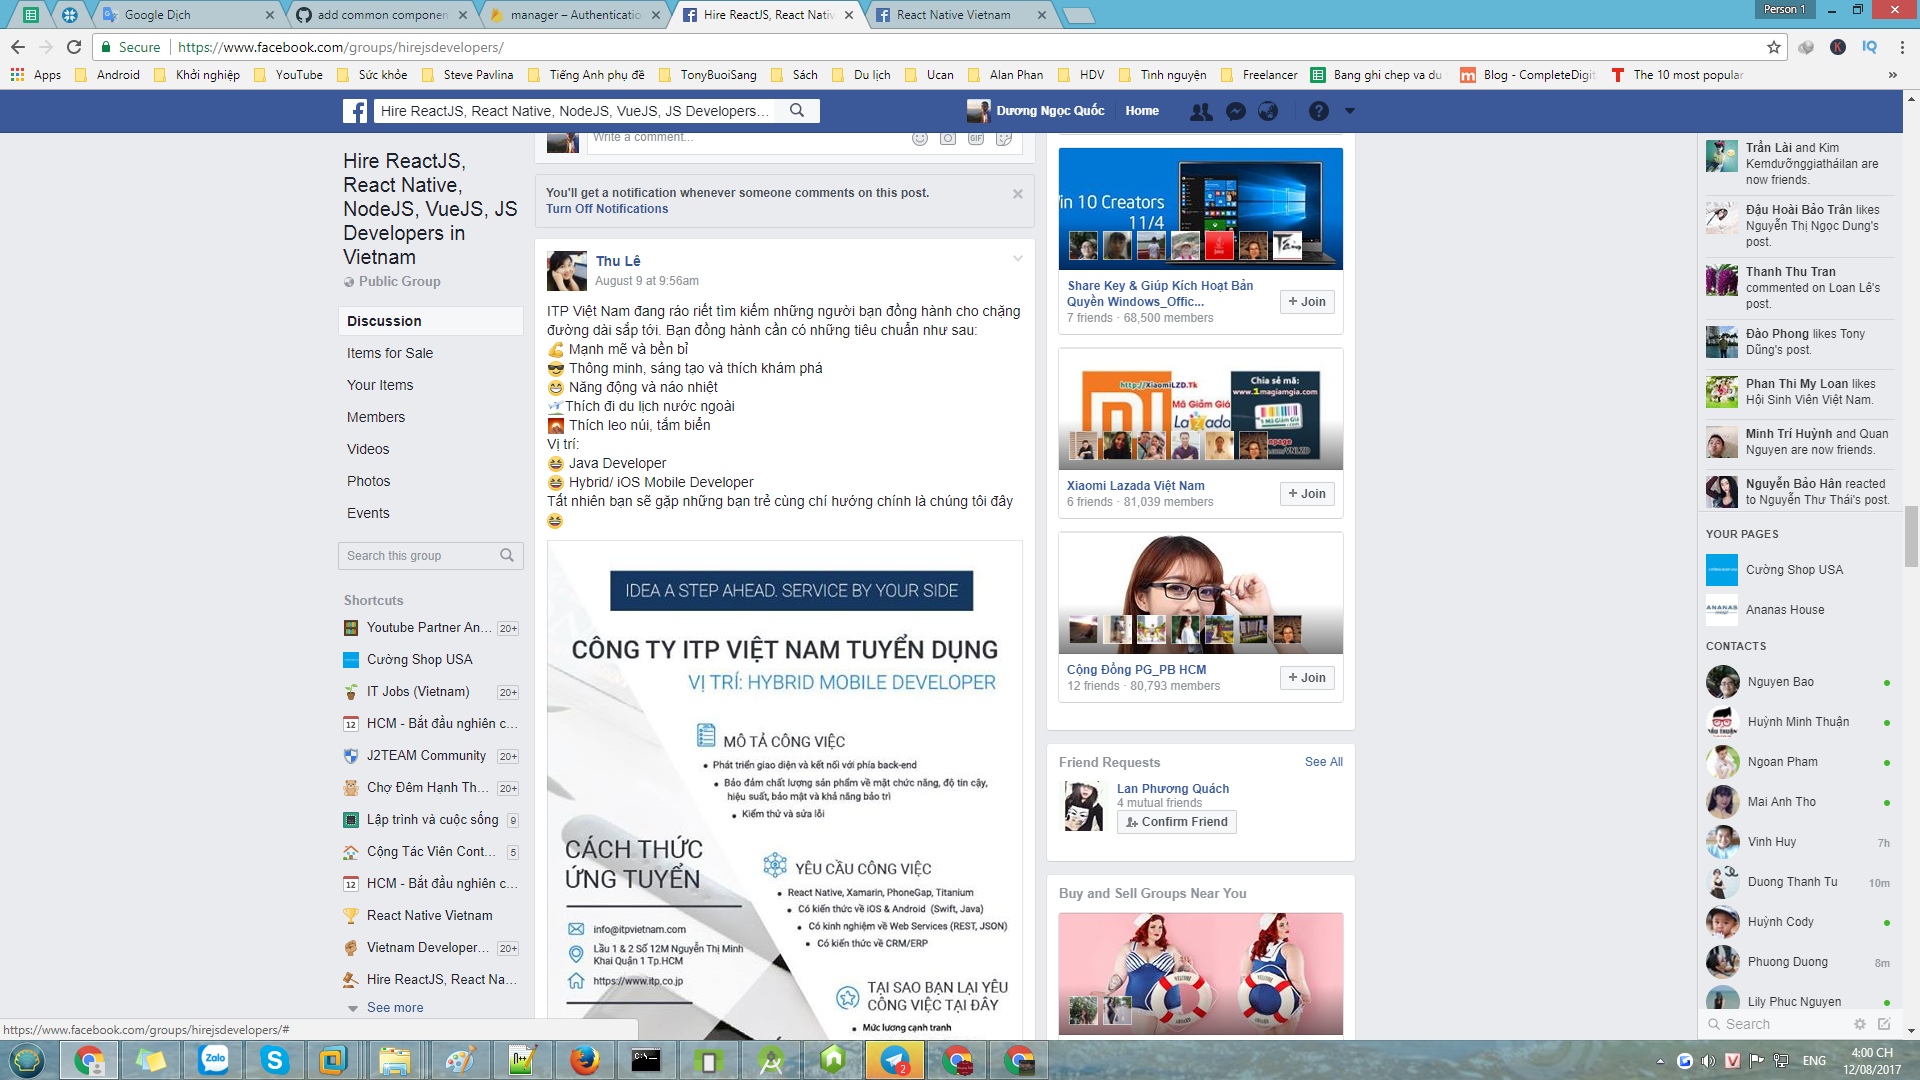 Google Dịch
add common componen
manager – Authenticatio
Hire ReactJS, React Nativ
React Native Vietnam
Person 1
Secure
https://www.facebook.com/groups/hirejsdevelopers/
Apps
Android
Khởi nghiệp
YouTube
Sức khỏe
Steve Pavlina
Tiếng Anh phụ đề
TonyBuoiSang
Sách
Du lịch
Ucan
Alan Phan
HDV
Tình nguyện
Freelancer
Bang ghi chep va du
Blog - CompleteDigit
The 10 most popular
Hire ReactJS, React Native, NodeJS, VueJS, JS Developers...
Dương Ngọc Quốc
Home
Hire ReactJS,
React Native,
NodeJS, VueJS, JS
Developers in
Vietnam
Public Group
Discussion
Items for Sale
Your Items
Members
Videos
Photos
Events
Search this group
Shortcuts
Youtube Partner An... 20+
Cường Shop USA
IT Jobs (Vietnam) 20+
HCM - Bắt đầu nghiên c...
J2TEAM Community 20+
Chợ Đêm Hạnh Th... 20+
Lập trình và cuộc sống 9
Cộng Tác Viên Cont... 5
HCM - Bắt đầu nghiên c...
React Native Vietnam
Vietnam Developer... 20+
Hire ReactJS, React Na...
See more
https://www.facebook.com/groups/hirejsdevelopers/#
Write a comment...
GIF
You'll get a notification whenever someone comments on this post.
Turn Off Notifications
Thu Lê
August 9 at 9:56am
ITP Việt Nam đang ráo riết tìm kiếm những người bạn đồng hành cho chặng
đường dài sắp tới. Bạn đồng hành cần có những tiêu chuẩn như sau:
💪 Mạnh mẽ và bền bỉ
😎 Thông minh, sáng tạo và thích khám phá
😁 Năng động và náo nhiệt
🛫Thích đi du lịch nước ngoài
🌄 Thích leo núi, tắm biển
Vị trí:
😆 Java Developer
😆 Hybrid/ iOS Mobile Developer
Tất nhiên bạn sẽ gặp những bạn trẻ cùng chí hướng chính là chúng tôi đây
😆
IDEA A STEP AHEAD. SERVICE BY YOUR SIDE
CÔNG TY ITP VIỆT NAM TUYỂN DỤNG
VỊ TRÍ: HYBRID MOBILE DEVELOPER
MÔ TẢ CÔNG VIỆC
• Phát triển giao diện và kết nối với phía back-end
• Bảo đảm chất lượng sản phẩm về mặt chức năng, độ tin cậy,
hiệu suất, bảo mật và khả năng bảo trì
• Kiểm thử và sửa lỗi
CÁCH THỨC
ỨNG TUYỂN
info@itpvietnam.com
Lầu 1 & 2 Số 12M Nguyễn Thị Minh
Khai Quận 1 Tp.HCM
https://www.itp.co.jp
YÊU CẦU CÔNG VIỆC
• React Native, Xamarin, PhoneGap, Titanium
• Có kiến thức về iOS & Android (Swift, Java)
• Có kinh nghiệm về Web Services (REST, JSON)
• Có kiến thức về CRM/ERP
TẠI SAO BẠN LẠI YÊU
CÔNG VIỆC TẠI ĐÂY
• Mức lương cạnh tranh
in 10 Creators
11/4
Share Key & Giúp Kích Hoạt Bản
Quyền Windows_Offic...
7 friends · 68,500 members
+ Join
http://XiaomiLZD.Tk
Mã Giảm Giá
Lazada
Chia sẻ mã:
www.1magiamgia.com
Xiaomi Lazada Việt Nam
6 friends · 81,039 members
+ Join
Cộng Đồng PG_PB HCM
12 friends · 80,793 members
+ Join
Friend Requests
See All
Lan Phương Quách
4 mutual friends
Confirm Friend
Buy and Sell Groups Near You
Trần Lài and Kim
Kemdưỡnggiatháilan are
now friends.
Đậu Hoài Bảo Trân likes
Nguyễn Thị Ngọc Dung's
post.
Thanh Thu Tran
commented on Loan Lê's
post.
Đào Phong likes Tony
Dũng's post.
Phan Thi My Loan likes
Hội Sinh Viên Việt Nam.
Minh Trí Huỳnh and Quan
Nguyen are now friends.
Nguyễn Bảo Hân reacted
to Nguyễn Thư Thái's post.
YOUR PAGES
Cường Shop USA
Ananas House
CONTACTS
Nguyen Bao
Huỳnh Minh Thuận
Ngoan Pham
Mai Anh Tho
Vinh Huy 7h
Duong Thanh Tu 10m
Huỳnh Cody
Phuong Duong 8m
Lily Phuc Nguyen
Search
Zalo
2
ENG
4:00 CH
12/08/2017